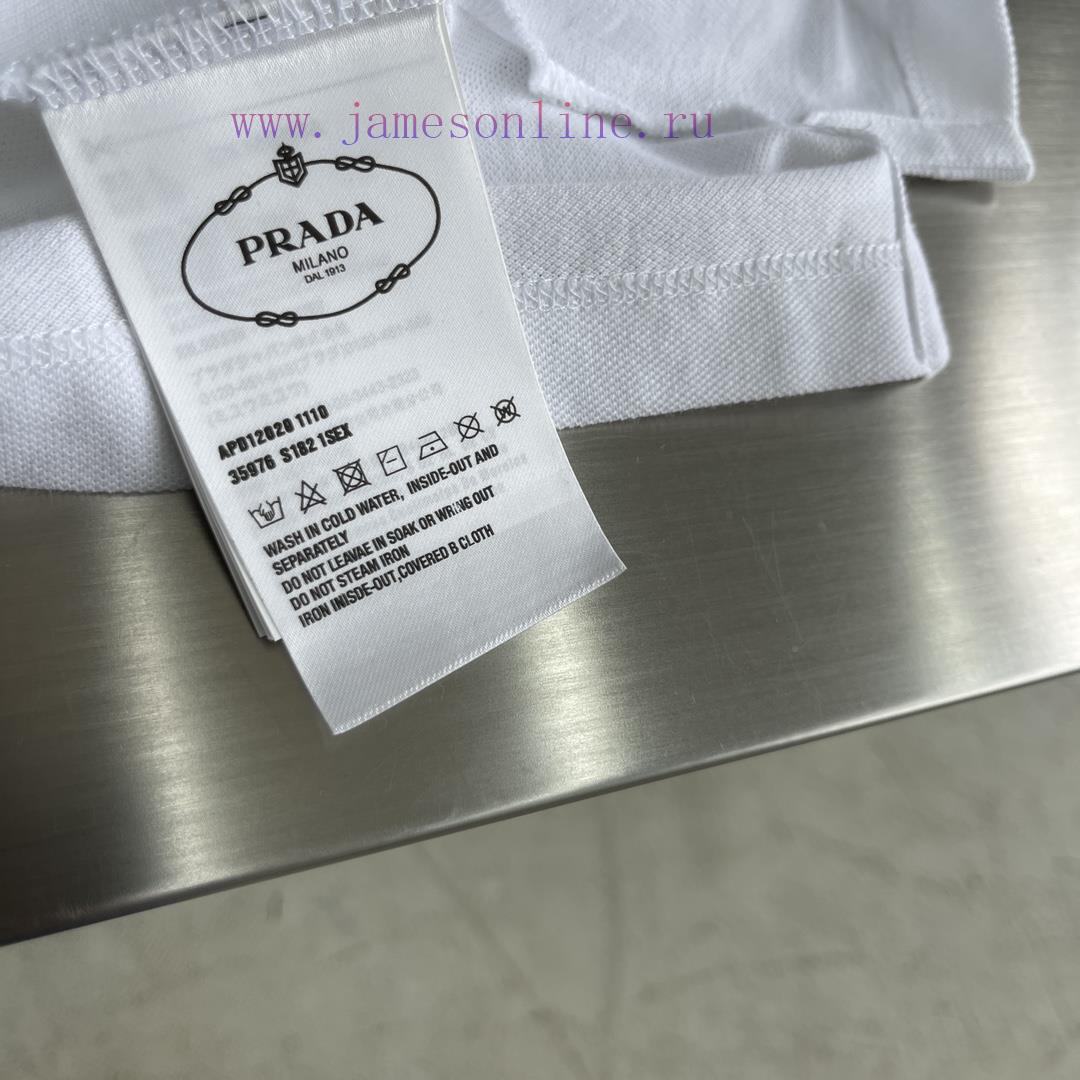 www.jamesonline.ru
PRADA
MILANO
DAL 1913
APD12020 1110
35976 S182 1SEX
WASH IN COLD WATER, INSIDE-OUT AND
SEPARATELY
DO NOT LEAVAE IN SOAK OR WRING OUT
DO NOT STEAM IRON
IRON INISDE-OUT,COVERED B CLOTH